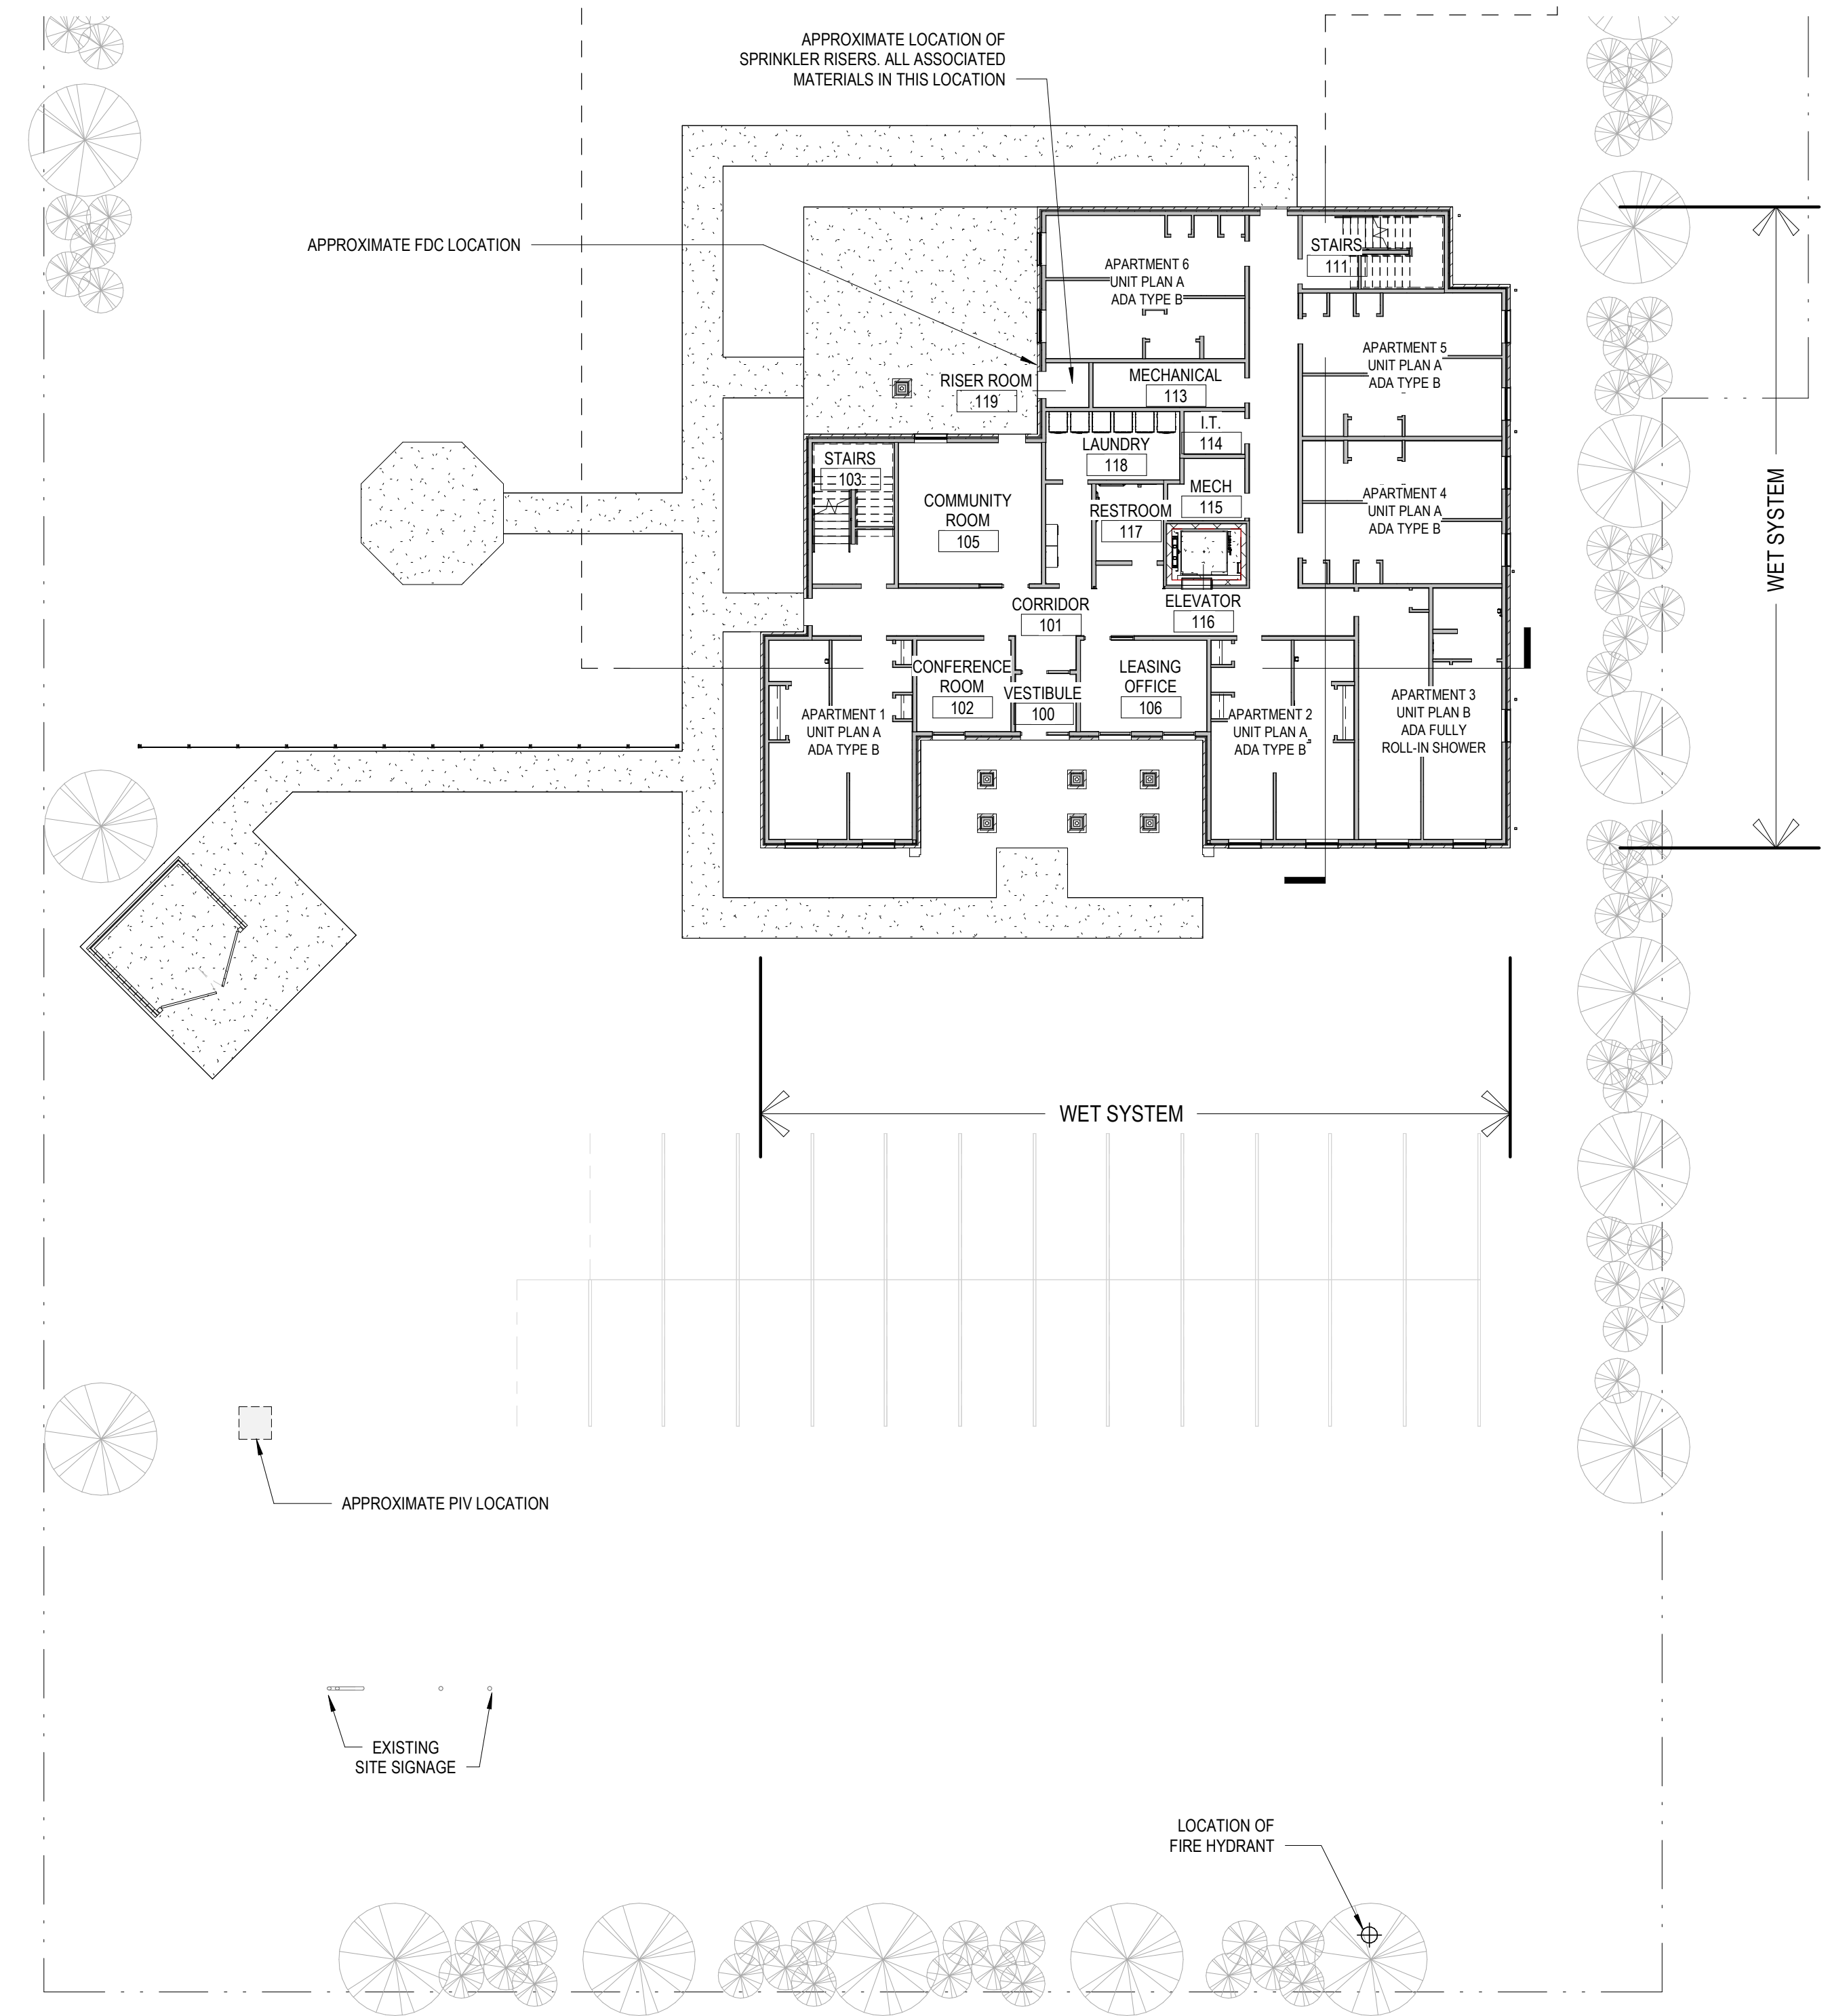 APPROXIMATE LOCATION OF
SPRINKLER RISERS. ALL ASSOCIATED
MATERIALS IN THIS LOCATION
APPROXIMATE FDC LOCATION
STAIRS
111
APARTMENT 6
UNIT PLAN A
ADA TYPE B
APARTMENT 5
UNIT PLAN A
ADA TYPE B
RISER ROOM
119
MECHANICAL
113
I.T.
114
LAUNDRY
118
STAIRS
103
COMMUNITY
ROOM
105
MECH
115
RESTROOM
117
APARTMENT 4
UNIT PLAN A
ADA TYPE B
WET SYSTEM
CORRIDOR
101
ELEVATOR
116
CONFERENCE
ROOM
102
VESTIBULE
100
LEASING
OFFICE
106
APARTMENT 1
UNIT PLAN A
ADA TYPE B
APARTMENT 2
UNIT PLAN A
ADA TYPE B
APARTMENT 3
UNIT PLAN B
ADA FULLY
ROLL-IN SHOWER
WET SYSTEM
APPROXIMATE PIV LOCATION
EXISTING
SITE SIGNAGE
LOCATION OF
FIRE HYDRANT